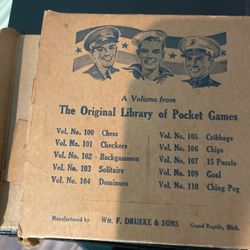 A Volume from
The Original Library of Pocket Games
Vol. No. 100 Chess
Vol. No. 101 Checkers
Vol. No. 102 Backgammon
Vol. No. 103 Solitaire
Vol. No. 104 Dominoes
Vol. No. 105 Cribbage
Vol. No. 106 Chips
Vol. No. 107 15 Puzzle
Vol. No. 109 Goal
Vol. No. 110 Ching Peg
Manufactured by WM. F. DRUEKE & SONS Grand Rapids, Mich.